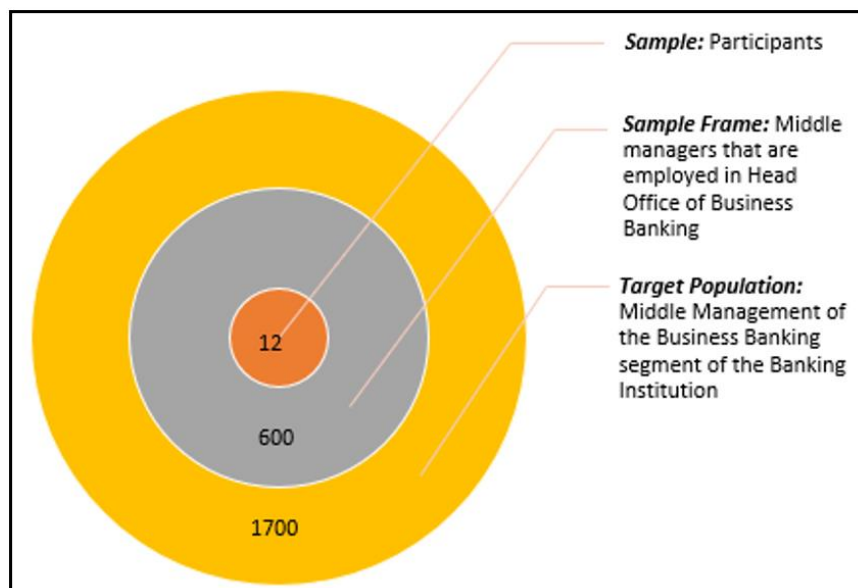 Sample: Participants
Sample Frame: Middle
managers that are
employed in Head
Office of Business
Banking
Target Population:
Middle Management of
the Business Banking
segment of the Banking
Institution
12
600
1700